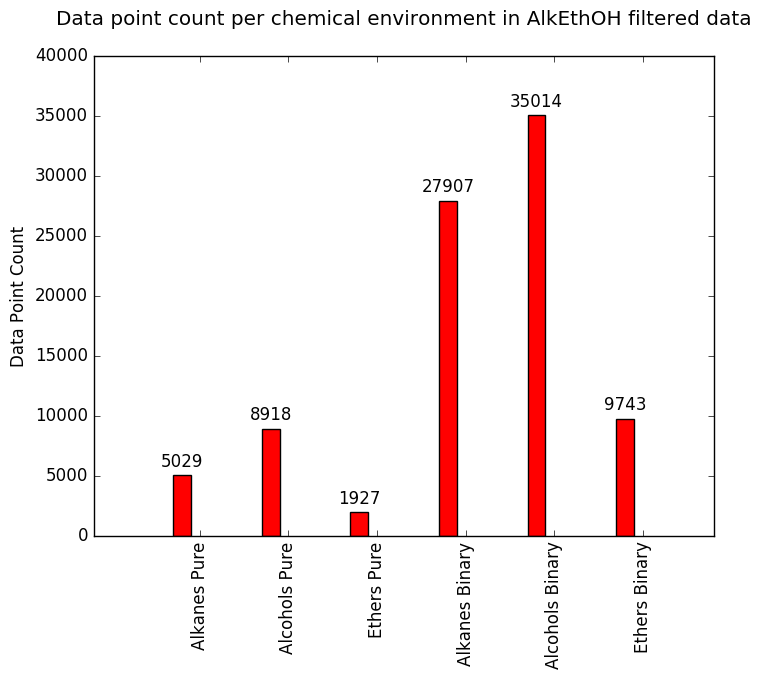 Data point count per chemical environment in AlkEthOH filtered data
40000
35000
30000
25000
20000
15000
10000
5000
0
Data Point Count
5029
8918
1927
27907
35014
9743
Alkanes Pure
Alcohols Pure
Ethers Pure
Alkanes Binary
Alcohols Binary
Ethers Binary